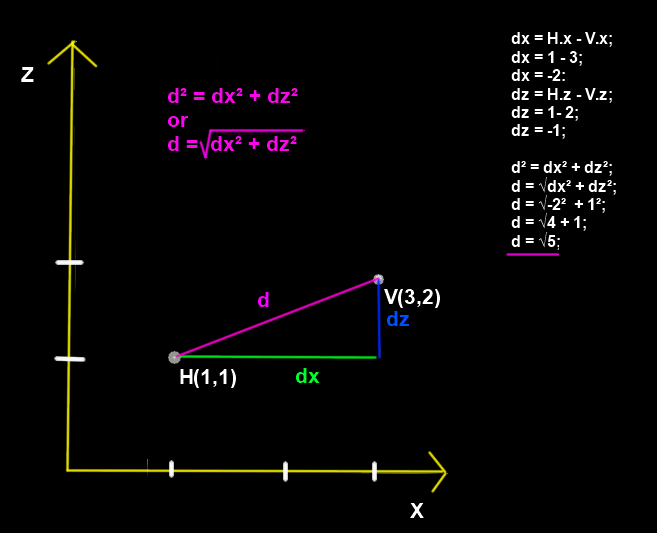 Z
d² = dx² + dz²
or
d =√dx² + dz²
dx = H.x - V.x;
dx = 1 - 3;
dx = -2:
dz = H.z - V.z;
dz = 1- 2;
dz = -1;
d² = dx² + dz²;
d = √dx² + dz²;
d = √-2² + 1²;
d = √4 + 1;
d = √5;
d
V(3,2)
dz
H(1,1)
dx
X